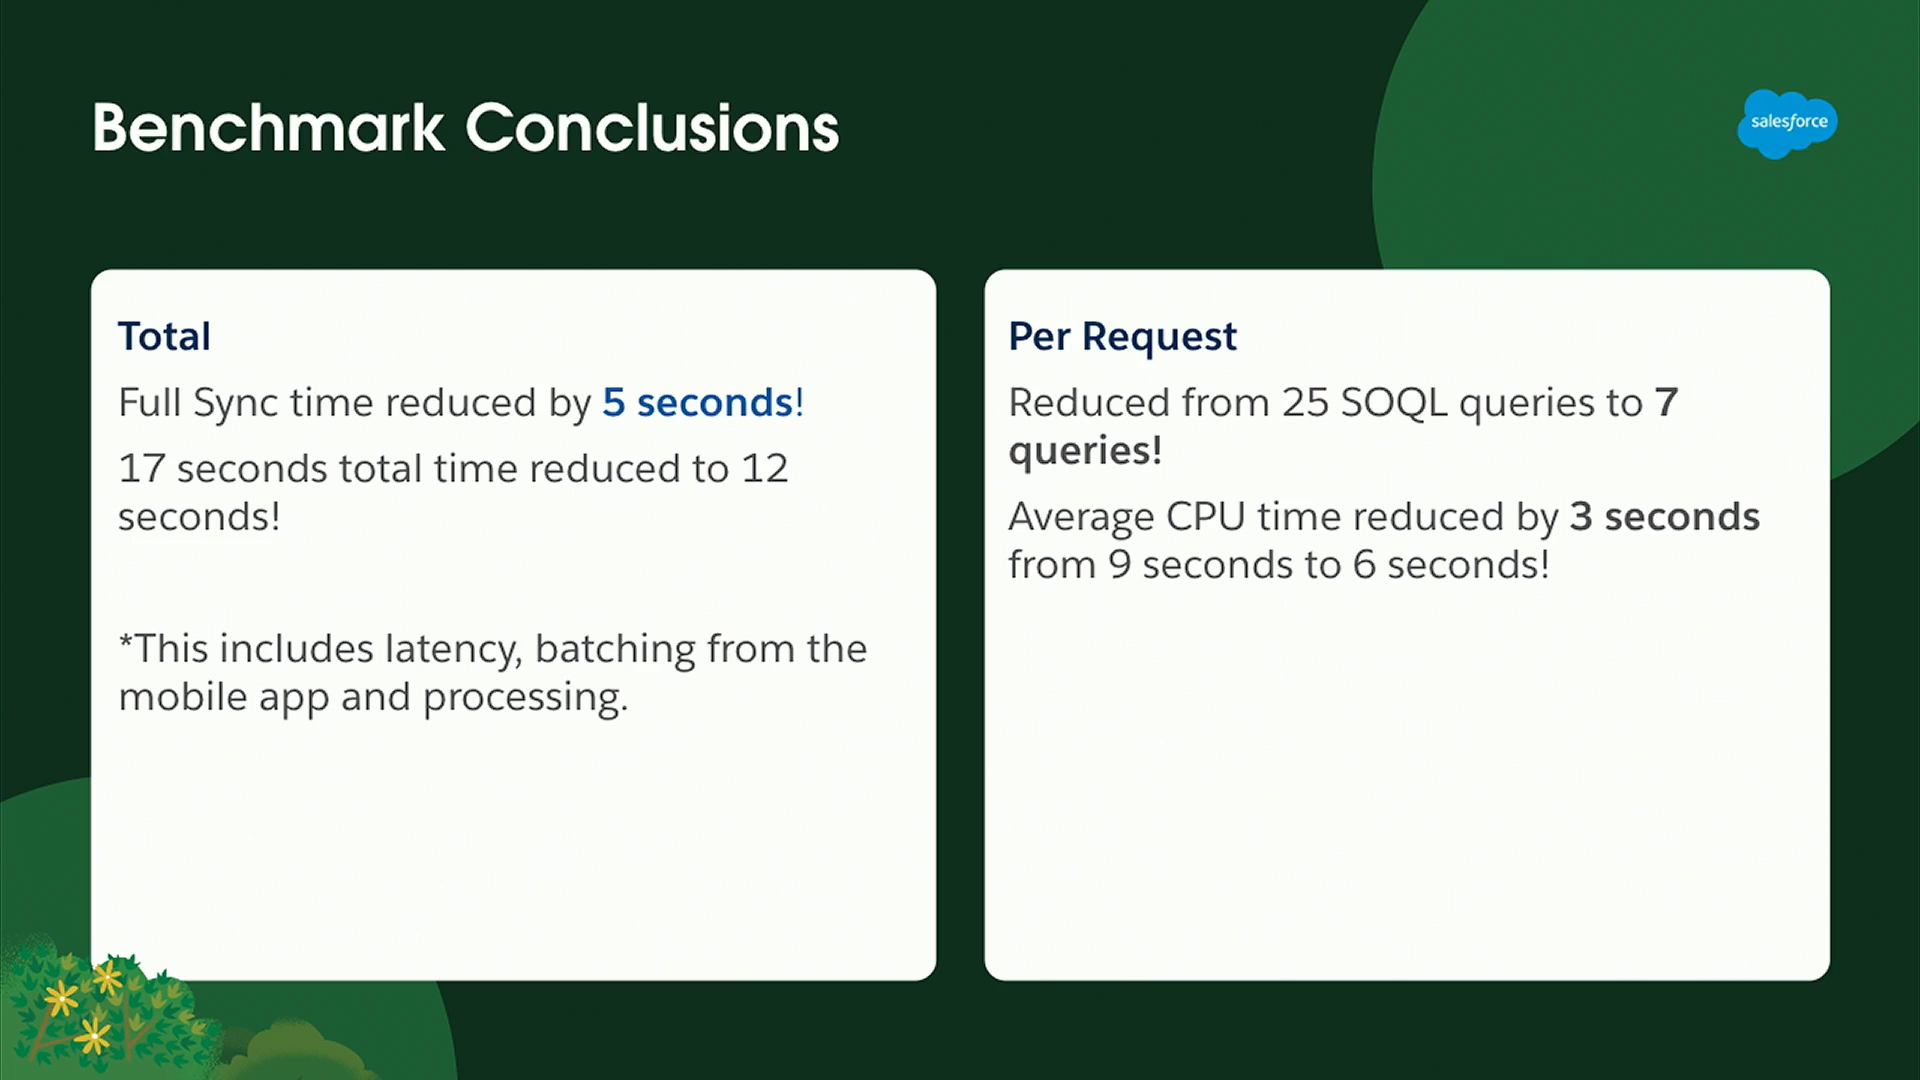 Benchmark Conclusions
salesforce
Total
Full Sync time reduced by 5 seconds!
17 seconds total time reduced to 12
seconds!
*This includes latency, batching from the
mobile app and processing.
Per Request
Reduced from 25 SOQL queries to 7
queries!
Average CPU time reduced by 3 seconds
from 9 seconds to 6 seconds!